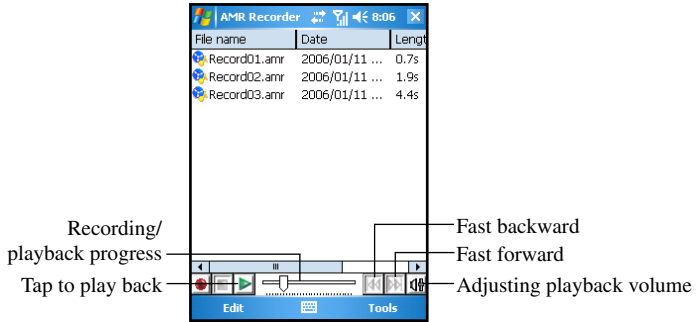 AMR Recorder 8:06
File name Date Lengt
Record01.amr 2006/01/11 ... 0.7s
Record02.amr 2006/01/11 ... 1.9s
Record03.amr 2006/01/11 ... 4.4s
Recording/
playback progress
Tap to play back
Fast backward
Fast forward
Adjusting playback volume
Edit Tools